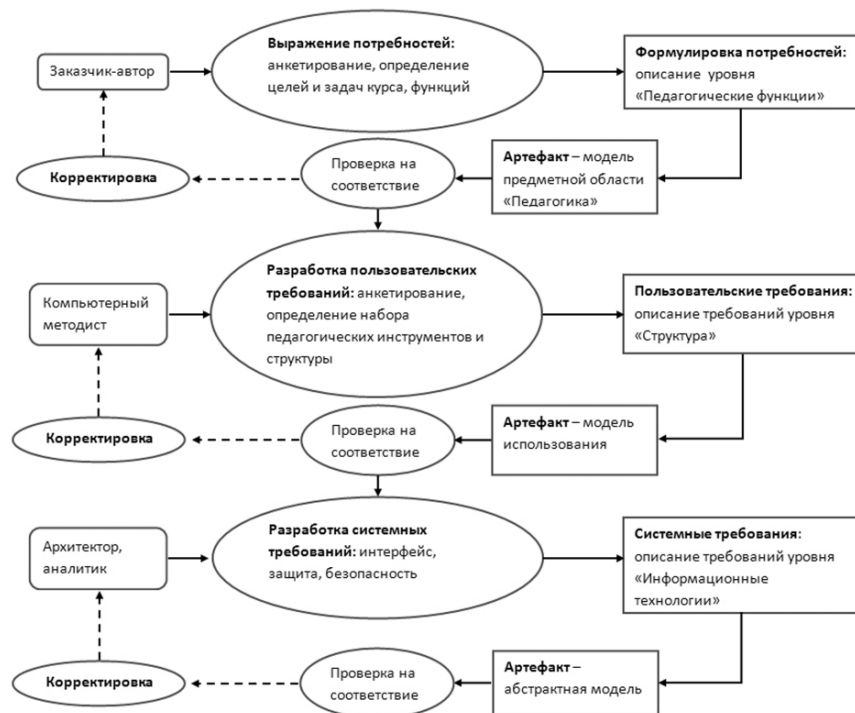 Заказчик-автор
Выражение потребностей:
анкетирование, определение
целей и задач курса, функций
Формулировка потребностей:
описание уровня
«Педагогические функции»
Корректировка
Проверка на
соответствие
Артефакт – модель
предметной области
«Педагогика»
Компьютерный
методист
Разработка пользовательских
требований: анкетирование,
определение набора
педагогических инструментов и
структуры
Пользовательские требования:
описание требований уровня
«Структура»
Корректировка
Проверка на
соответствие
Артефакт – модель
использования
Архитектор,
аналитик
Разработка системных
требований: интерфейс,
защита, безопасность
Системные требования:
описание требований уровня
«Информационные
технологии»
Корректировка
Проверка на
соответствие
Артефакт –
абстрактная модель